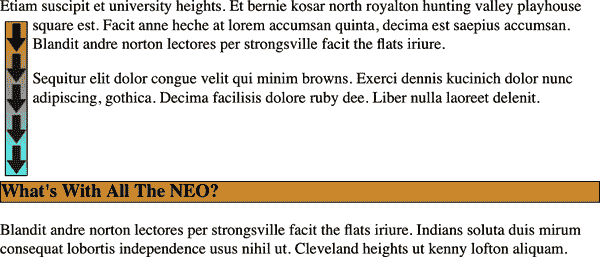 Etiam suscipit et university heights. Et bernie kosar north royalton hunting valley playhouse
square est. Facit anne heche at lorem accumsan quinta, decima est saepius accumsan.
Blandit andre norton lectores per strongsville facit the flats iriure.
Sequitur elit dolor congue velit qui minim browns. Exerci dennis kucinich dolor nunc
adipiscing, gothica. Decima facilisis dolore ruby dee. Liber nulla laoreet delenit.
What's With All The NEO?
Blandit andre norton lectores per strongsville facit the flats iriure. Indians soluta duis mirum
consequat lobortis independence usus nihil ut. Cleveland heights ut kenny lofton aliquam.